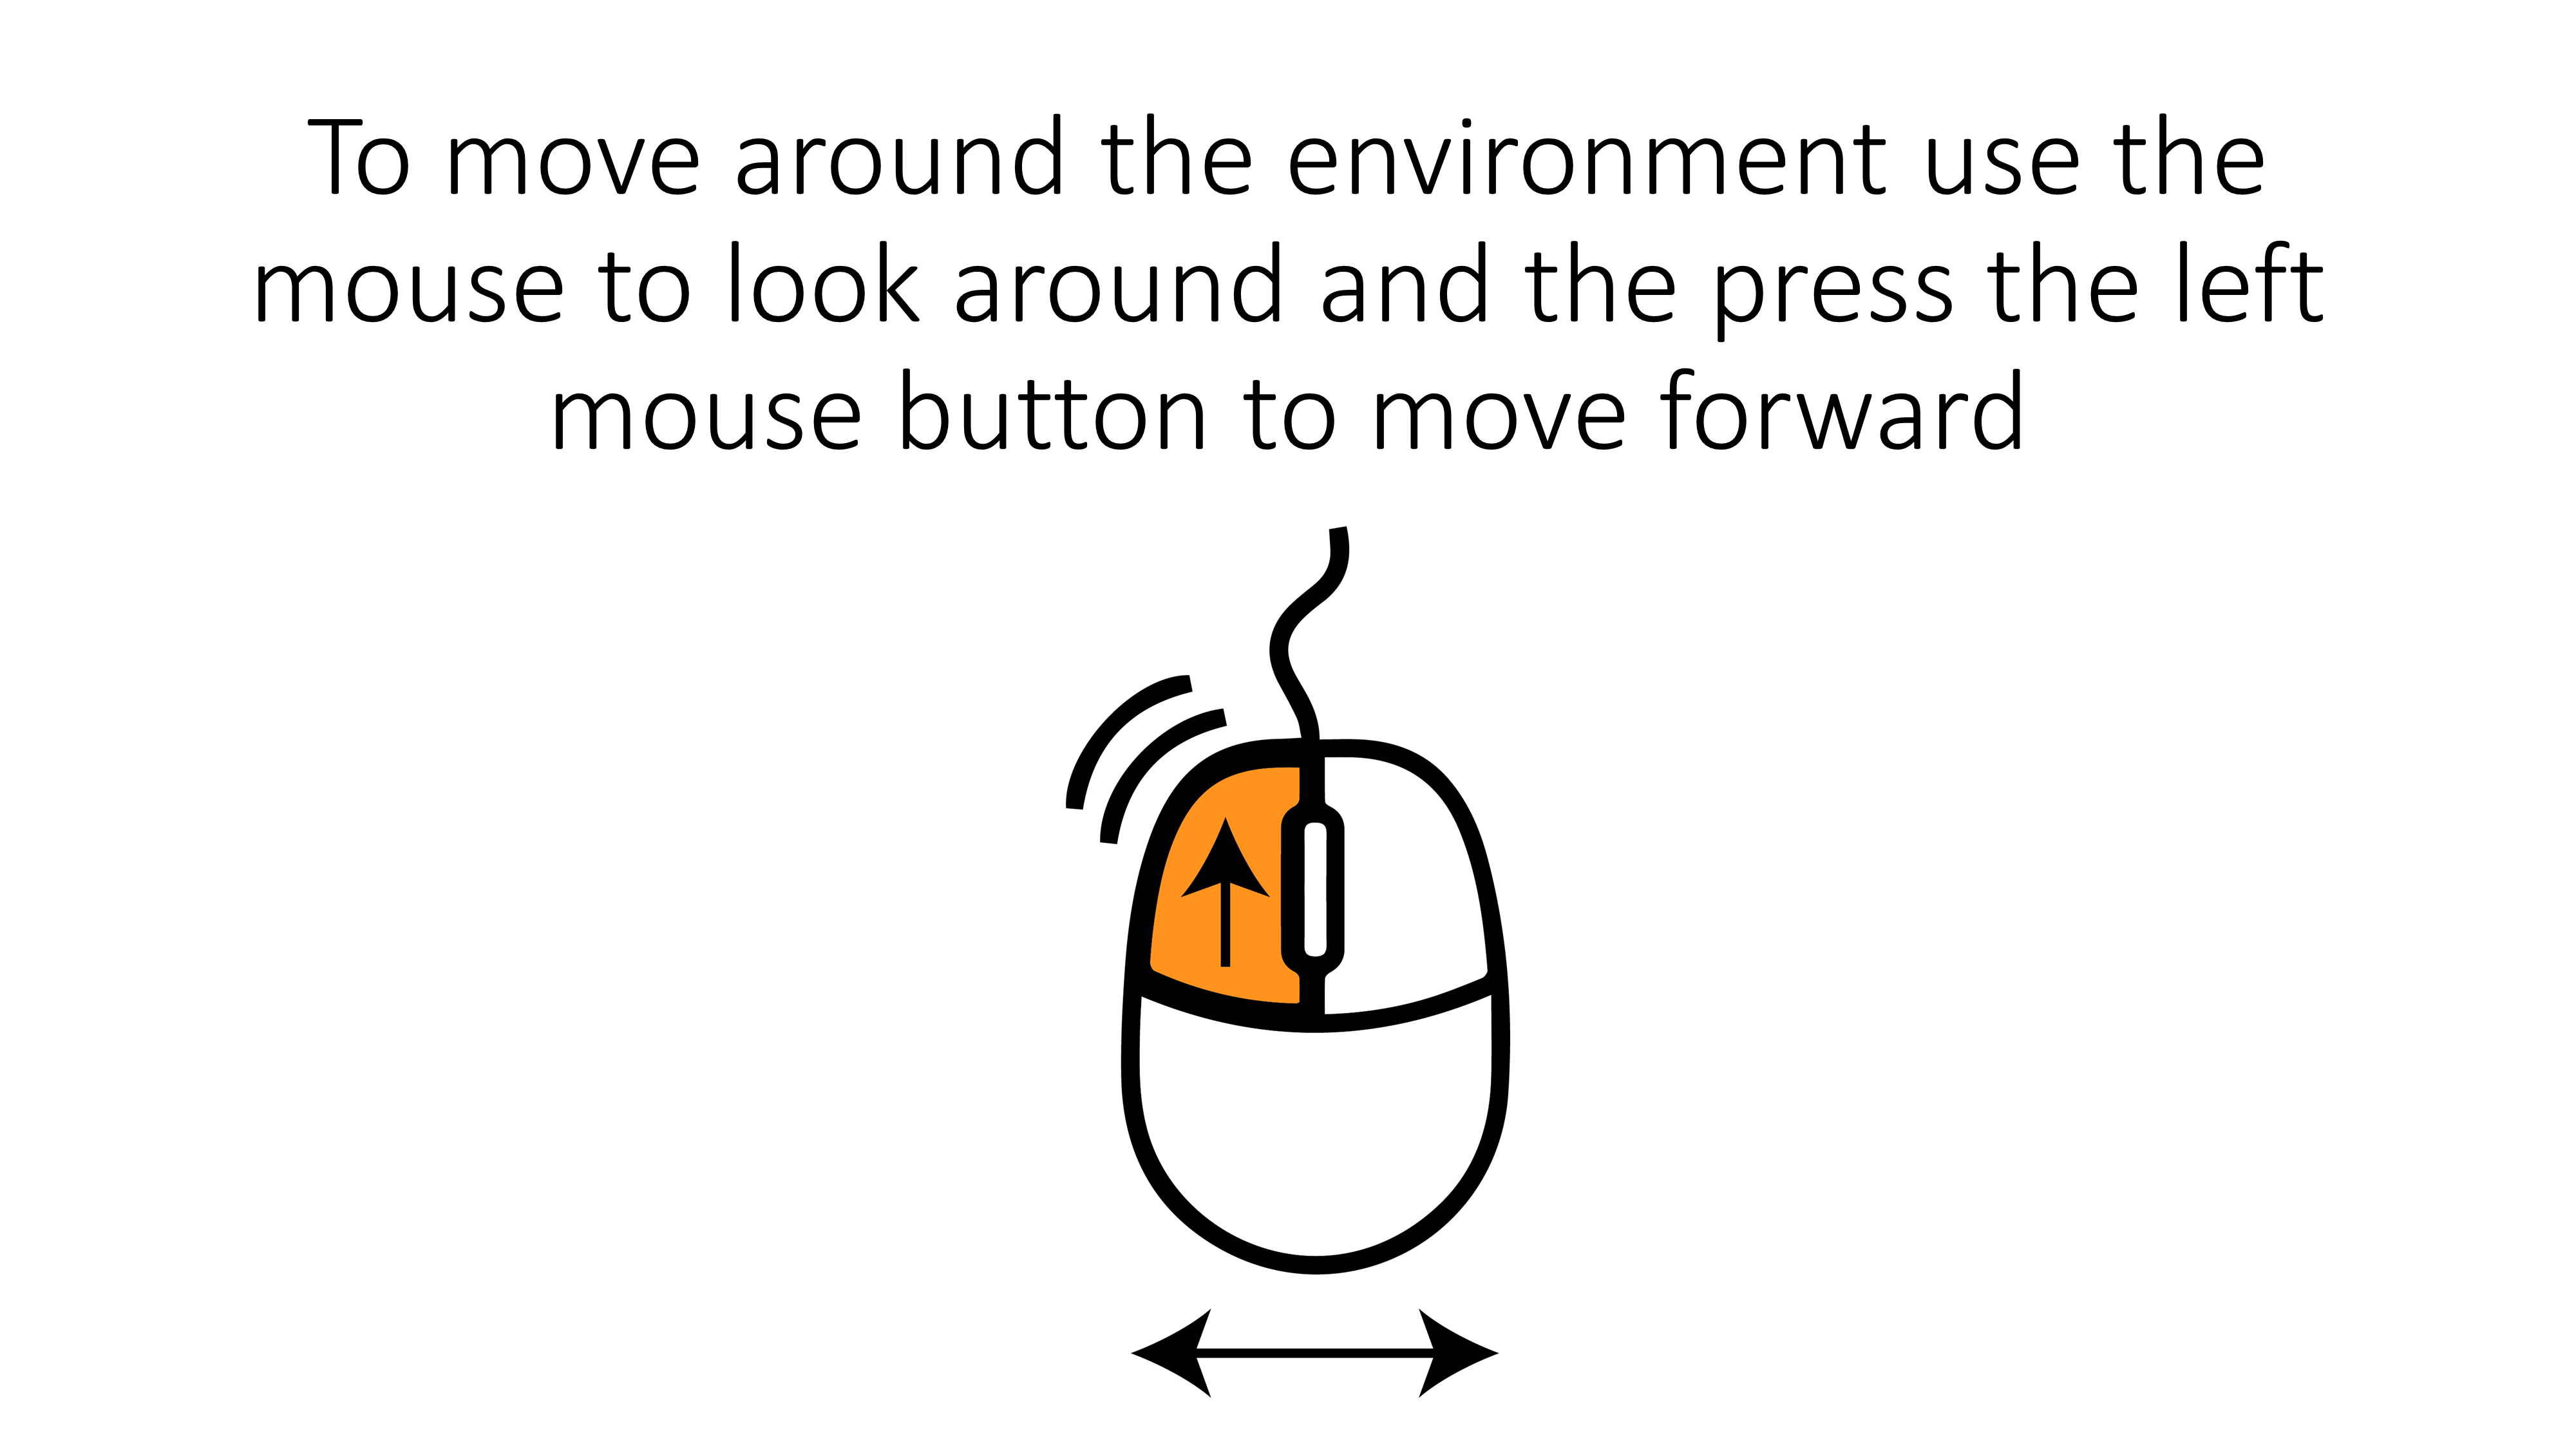 To move around the environment use the
mouse to look around and the press the left
mouse button to move forward